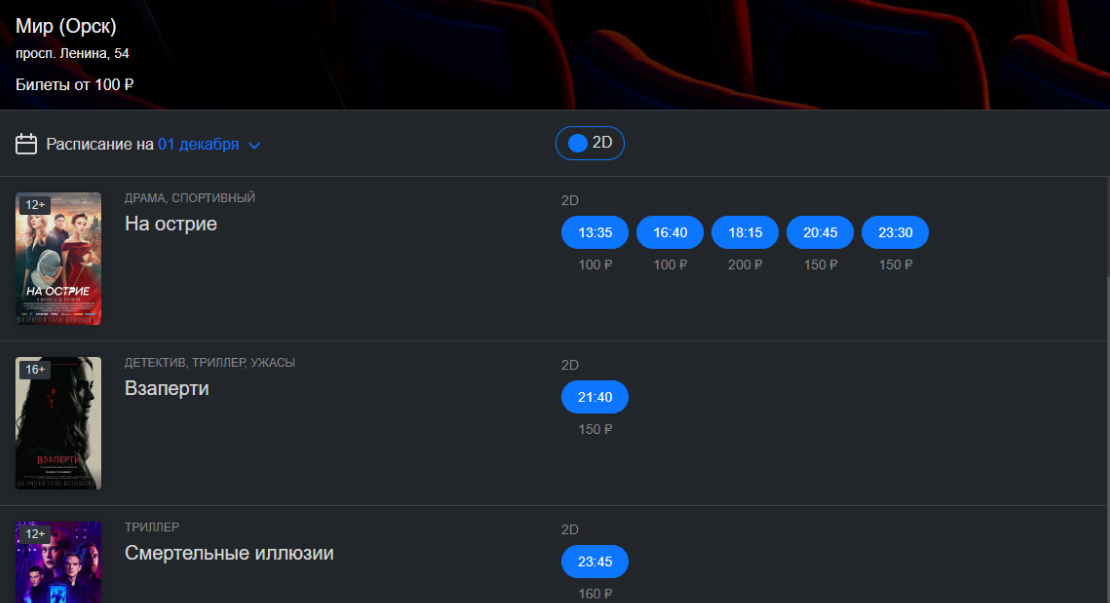 Мир (Орск)
просп. Ленина, 54
Билеты от 100 ₽
Расписание на 01 декабря
2D
12+
НА ОСТРИЕ
ДРАМА, СПОРТИВНЫЙ
На острие
2D
13:35 16:40 18:15 20:45 23:30
100 ₽ 100 ₽ 200 ₽ 150 ₽ 150 ₽
16+
ВЗАПЕРТИ
ДЕТЕКТИВ, ТРИЛЛЕР, УЖАСЫ
Взаперти
2D
21:40
150 ₽
12+
ТРИЛЛЕР
Смертельные иллюзии
2D
23:45
160 ₽